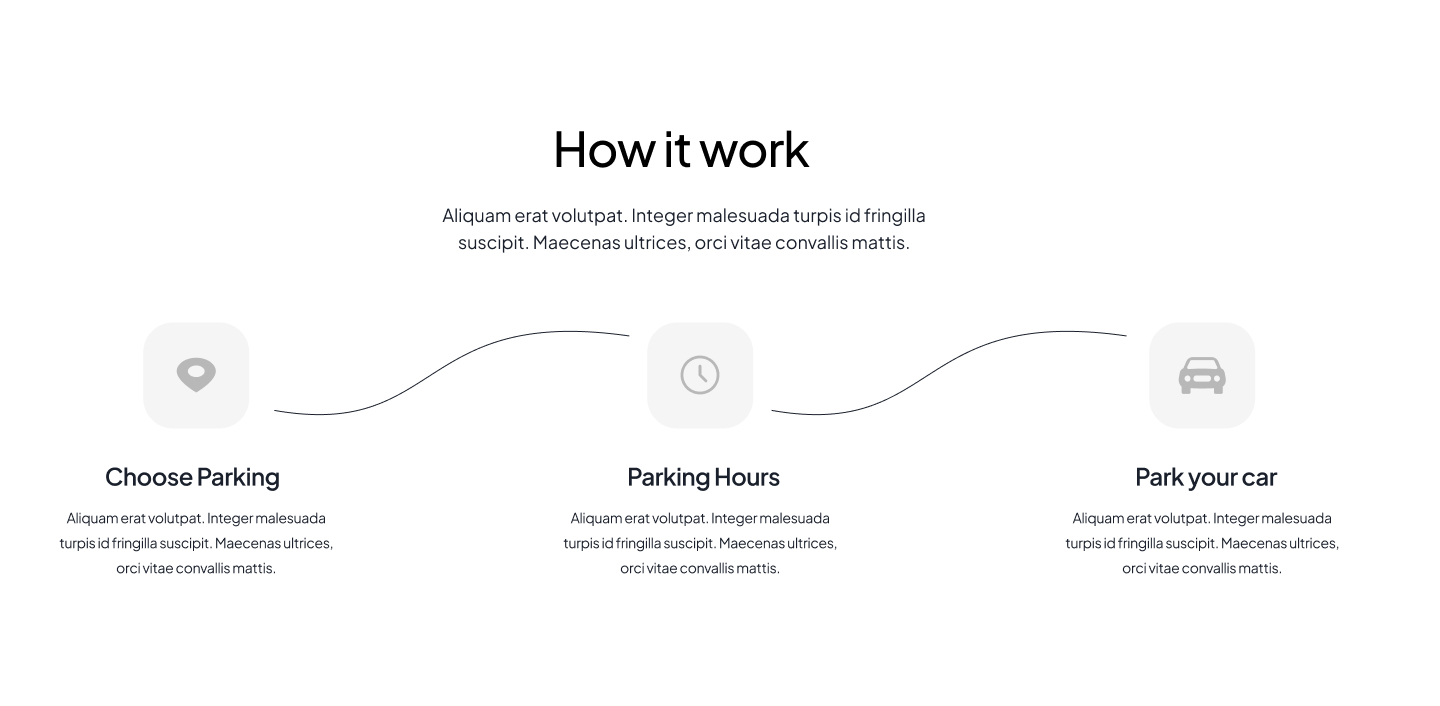 How it work
Aliquam erat volutpat. Integer malesuada turpis id fringilla
suscipit. Maecenas ultrices, orci vitae convallis mattis.
Choose Parking
Aliquam erat volutpat. Integer malesuada
turpis id fringilla suscipit. Maecenas ultrices,
orci vitae convallis mattis.
Parking Hours
Aliquam erat volutpat. Integer malesuada
turpis id fringilla suscipit. Maecenas ultrices,
orci vitae convallis mattis.
Park your car
Aliquam erat volutpat. Integer malesuada
turpis id fringilla suscipit. Maecenas ultrices,
orci vitae convallis mattis.